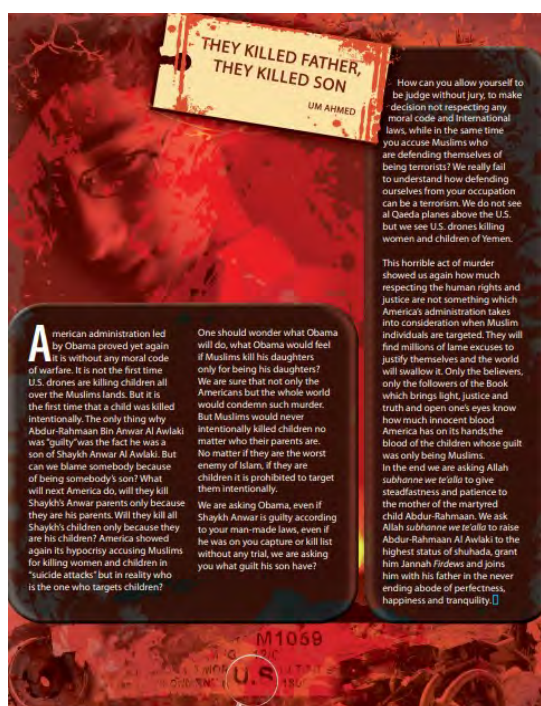 THEY KILLED FATHER,
THEY KILLED SON
UM AHMED
American administration led
by Obama proved yet again
it is without any moral code
of warfare. It is not the first time
U.S. drones are killing children all
over the Muslims lands. But it is
the first time that a child was killed
intentionally. The only thing why
Abdur-Rahmaan Bin Anwar Al Awlaki
was “guilty”was the fact he was a
son of Shaykh Anwar Al Awlaki. But
can we blame somebody because
of being somebody's son? What
will next America do, will they kill
Shaykh's Anwar parents only because
they are his parents. Will they kill all
Shaykh's children only because they
are his children? America showed
again its hypocrisy accusing Muslims
for killing women and children in
“suicide attacks” but in reality who
is the one who targets children?
One should wonder what Obama
will do, what Obama would feel
if Muslims kill his daughters
only for being his daughters?
We are sure that not only the
Americans but the whole world
would condemn such murder.
But Muslims would never
intentionally killed children no
matter who their parents are.
No matter if they are the worst
enemy of Islam, if they are
children it is prohibited to target
them intentionally.
We are asking Obama, even if
Shaykh Anwar is guilty according
to your man-made laws, even if
he was on you capture or kill list
without any trial, we are asking
you what guilt his son have?
How can you allow yourself to
be judge without jury, to make
decision not respecting any
moral code and International
laws, while in the same time
you accuse Muslims who
are defending themselves of
being terrorists? We really fail
to understand how defending
ourselves from your occupation
can be a terrorism. We do not see
al Qaeda planes above the U.S.
but we see U.S. drones killing
women and children of Yemen.
This horrible act of murder
showed us again how much
respecting the human rights and
justice are not something which
America's administration takes
into consideration when Muslim
individuals are targeted. They will
find millions of lame excuses to
justify themselves and the world
will swallow it. Only the believers,
only the followers of the Book
which brings light, justice and
truth and open one's eyes know
how much innocent blood
America has on its hands,the
blood of the children whose guilt
was only being Muslims.
In the end we are asking Allah
subhanne we te'alla to give
steadfastness and patience to
the mother of the martyred
child Abdur-Rahmaan. We ask
Allah subhanne we te'alla to raise
Abdur-Rahmaan Al Awlaki to the
highest status of shuhada, grant
him Jannah Firdews and joins
him with his father in the never
ending abode of perfectness,
happiness and tranquility.
M1059
U.S